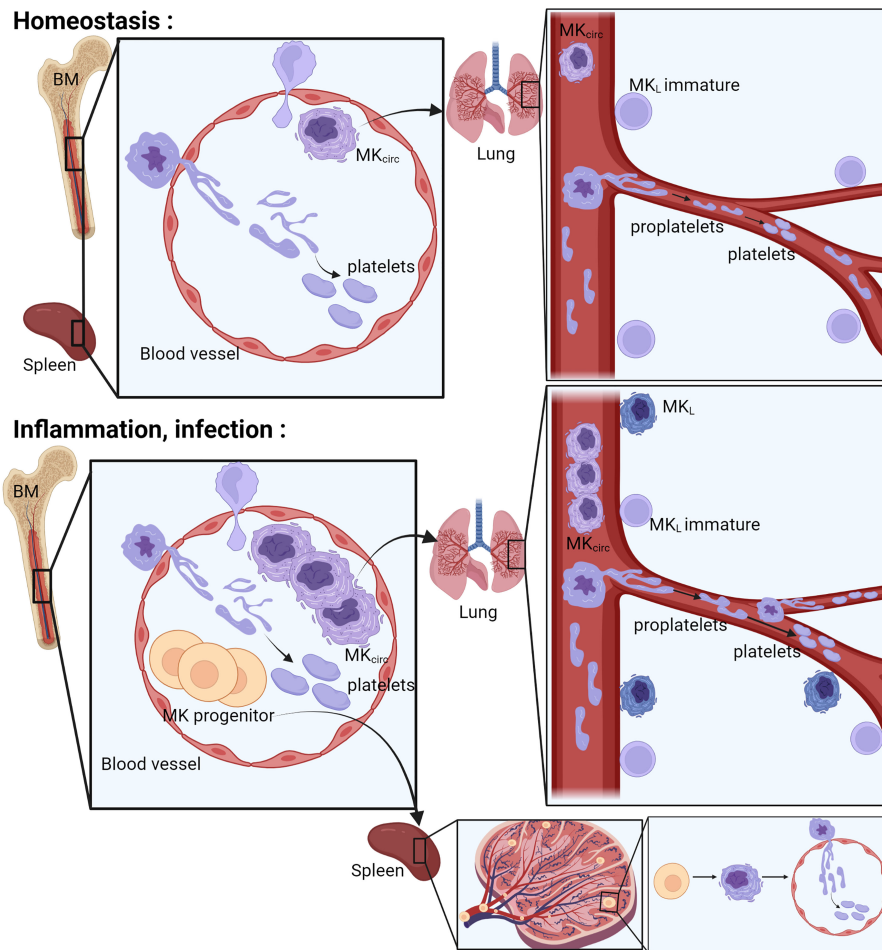 Homeostasis :
BM
MKcirc
platelets
Blood vessel
Spleen
Lung
MKcirc
MKL immature
proplatelets
platelets
Inflammation, infection :
BM
MKcirc
platelets
MK progenitor
Blood vessel
Lung
MKL
MKL immature
MKcirc
proplatelets
platelets
Spleen